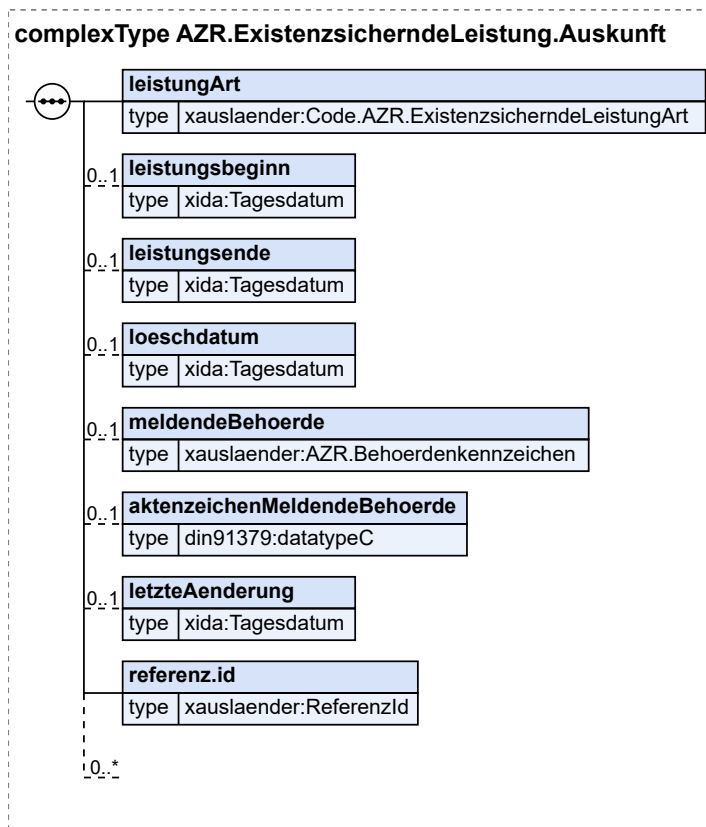 complexType AZR.ExistenzsicherndeLeistung.Auskunft
leistungArt
type xauslaender:Code.AZR.ExistenzsicherndeLeistungArt
0..1 leistungsbeginn
type xida:Tagesdatum
0..1 leistungsende
type xida:Tagesdatum
0..1 loeschdatum
type xida:Tagesdatum
0..1 meldendeBehoerde
type xauslaender:AZR.Behoerdenkennzeichen
0..1 aktenzeichenMeldendeBehoerde
type din91379:datatypeC
0..1 letzteAenderung
type xida:Tagesdatum
referenz.id
type xauslaender:ReferenzId
0..*